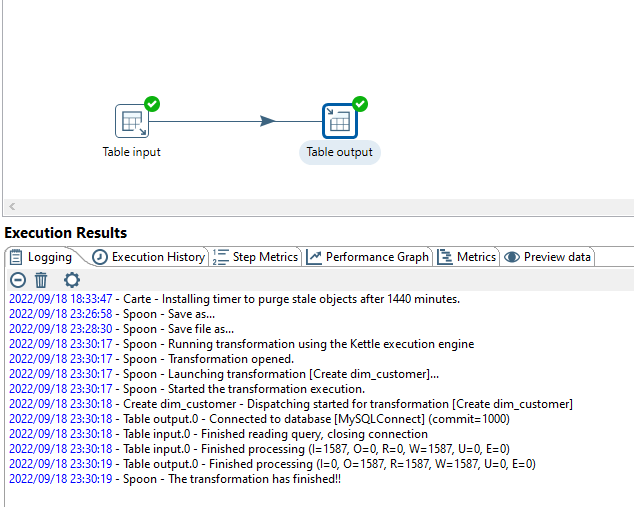 Table input
Table output
Execution Results
Logging
Execution History
Step Metrics
Performance Graph
Metrics
Preview data
2022/09/18 18:33:47 - Carte - Installing timer to purge stale objects after 1440 minutes.
2022/09/18 23:26:58 - Spoon - Save as...
2022/09/18 23:28:30 - Spoon - Save file as...
2022/09/18 23:30:17 - Spoon - Running transformation using the Kettle execution engine
2022/09/18 23:30:17 - Spoon - Transformation opened.
2022/09/18 23:30:17 - Spoon - Launching transformation [Create dim_customer]...
2022/09/18 23:30:17 - Spoon - Started the transformation execution.
2022/09/18 23:30:18 - Create dim_customer - Dispatching started for transformation [Create dim_customer]
2022/09/18 23:30:18 - Table output.0 - Connected to database [MySQLConnect] (commit=1000)
2022/09/18 23:30:18 - Table input.0 - Finished reading query, closing connection
2022/09/18 23:30:18 - Table input.0 - Finished processing (I=1587, O=0, R=0, W=1587, U=0, E=0)
2022/09/18 23:30:19 - Table output.0 - Finished processing (I=0, O=1587, R=1587, W=1587, U=0, E=0)
2022/09/18 23:30:19 - Spoon - The transformation has finished!!